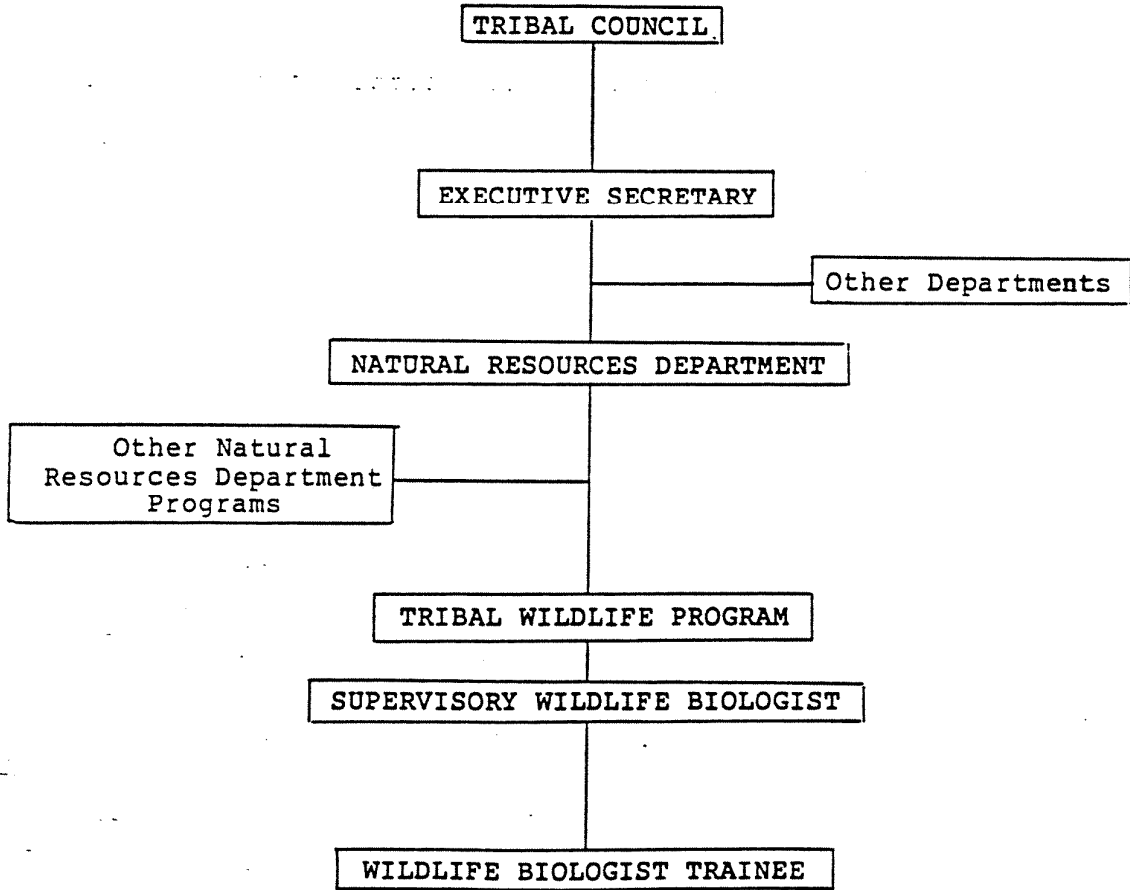 TRIBAL COUNCIL
EXECUTIVE SECRETARY
Other Departments
NATURAL RESOURCES DEPARTMENT
Other Natural
Resources Department
Programs
TRIBAL WILDLIFE PROGRAM
SUPERVISORY WILDLIFE BIOLOGIST
WILDLIFE BIOLOGIST TRAINEE